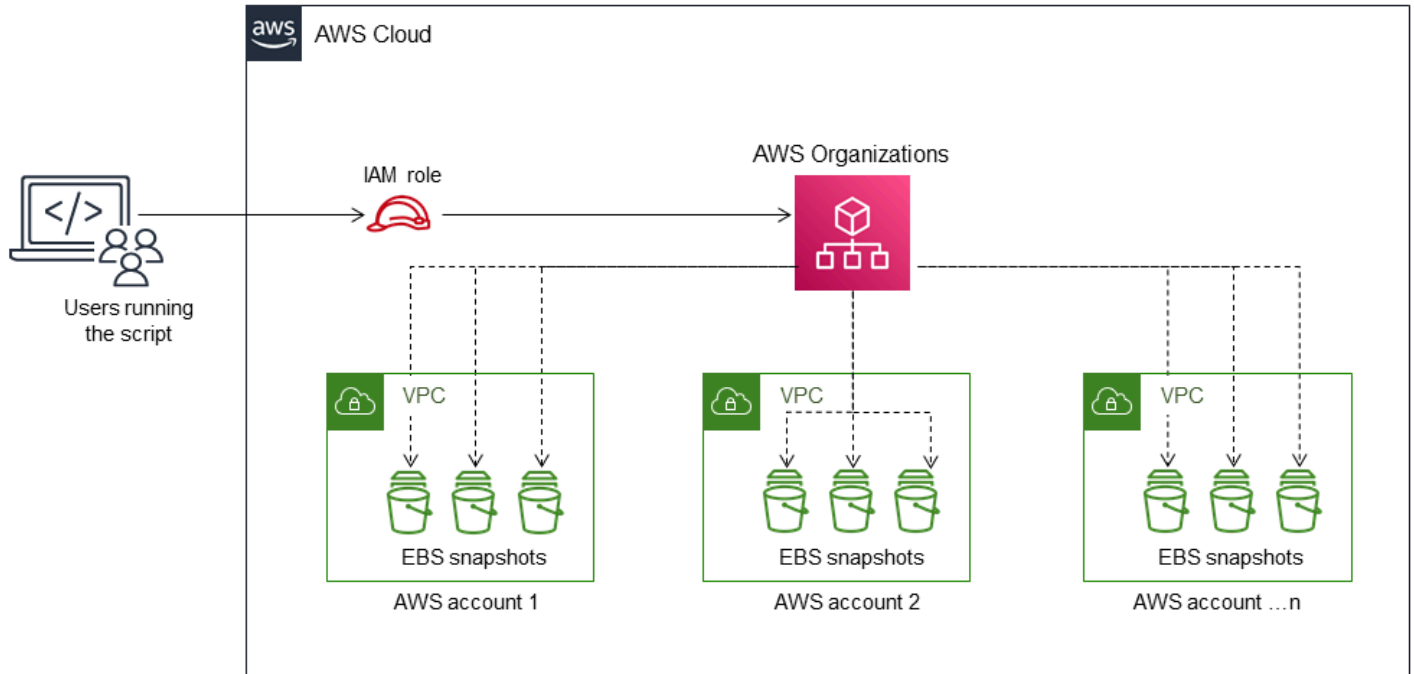 aws
AWS Cloud
AWS Organizations
IAM role
</>
Users running
the script
VPC
VPC
VPC
EBS snapshots
EBS snapshots
EBS snapshots
AWS account 1
AWS account 2
AWS account ...n